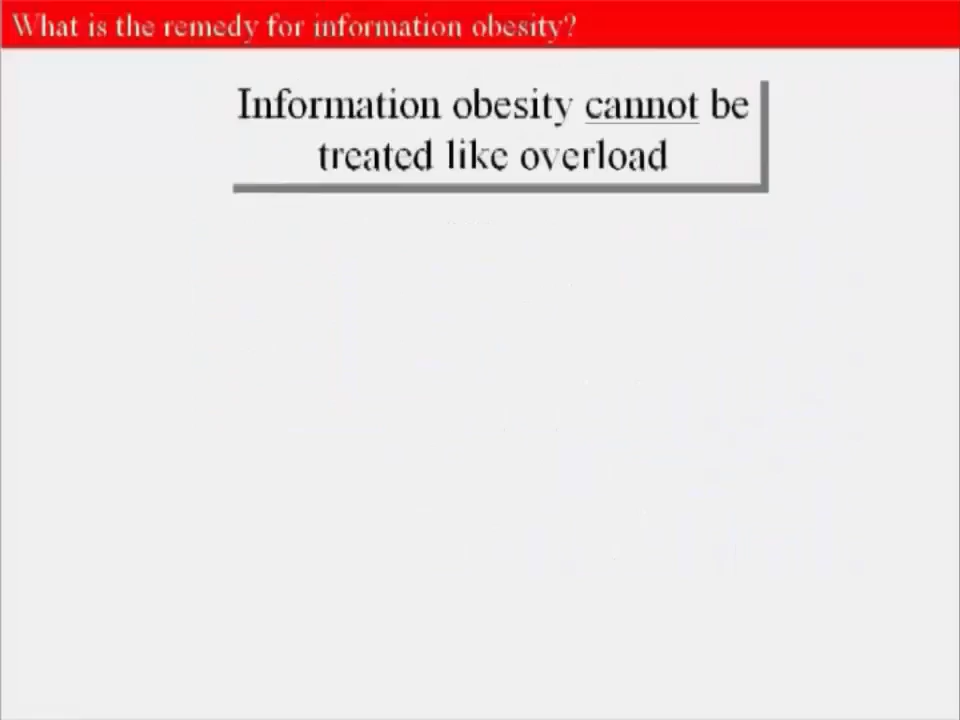 What is the remedy for information obesity?
Information obesity cannot be
treated like overload